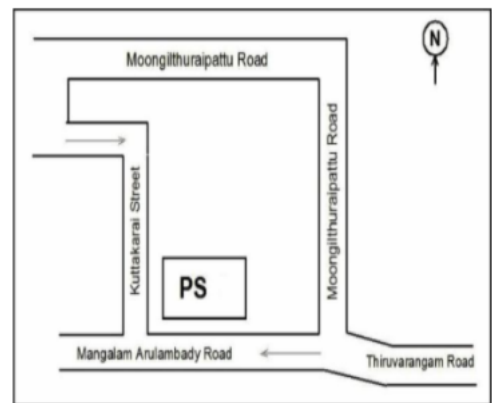 N
Moongilthuraipattu Road
Moongilthuraipattu Road
Kuttakarai Street
PS
Mangalam Arulambady Road
Thiruvarangam Road